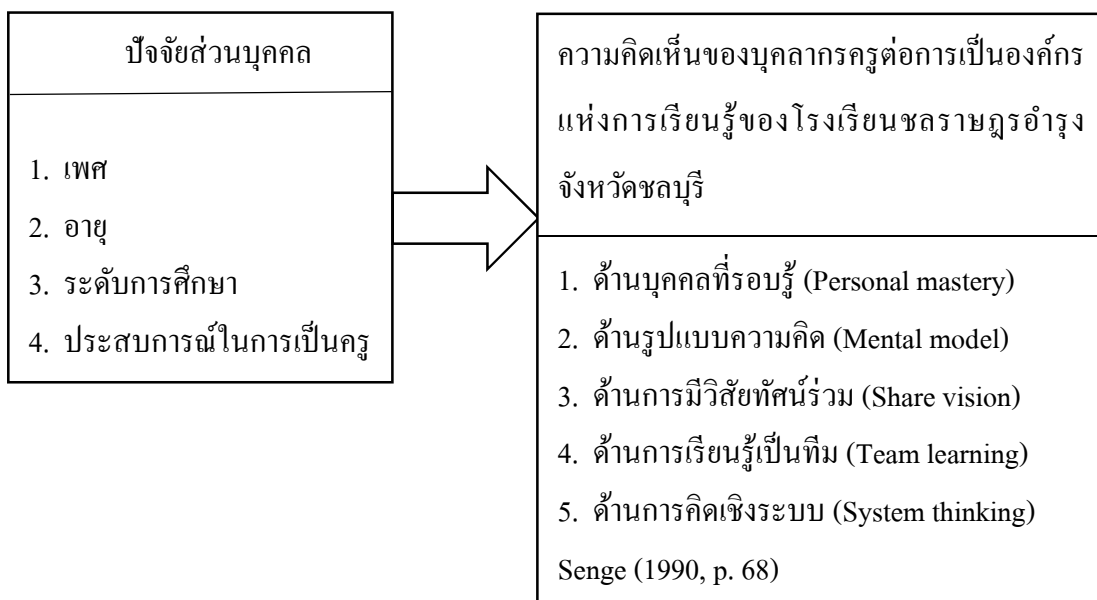 ปัจจัยส่วนบุคคล
1. เพศ
2. อายุ
3. ระดับการศึกษา
4. ประสบการณ์ในการเป็นครู
ความคิดเห็นของบุคลากรครูต่อการเป็นองค์กร
แห่งการเรียนรู้ของโรงเรียนชลราษฎรอำรุง
จังหวัดชลบุรี
1. ด้านบุคคลที่รอบรู้ (Personal mastery)
2. ด้านรูปแบบความคิด (Mental model)
3. ด้านการมีวิสัยทัศน์ร่วม (Share vision)
4. ด้านการเรียนรู้เป็นทีม (Team learning)
5. ด้านการคิดเชิงระบบ (System thinking)
Senge (1990, p. 68)